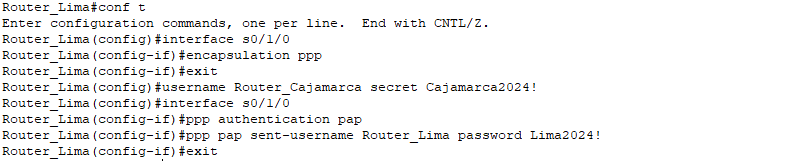 Router_Lima#conf t
Enter configuration commands, one per line.  End with CNTL/Z.
Router_Lima(config)#interface s0/1/0
Router_Lima(config-if)#encapsulation ppp
Router_Lima(config-if)#exit
Router_Lima(config)#username Router_Cajamarca secret Cajamarca2024!
Router_Lima(config)#interface s0/1/0
Router_Lima(config-if)#ppp authentication pap
Router_Lima(config-if)#ppp pap sent-username Router_Lima password Lima2024!
Router_Lima(config-if)#exit